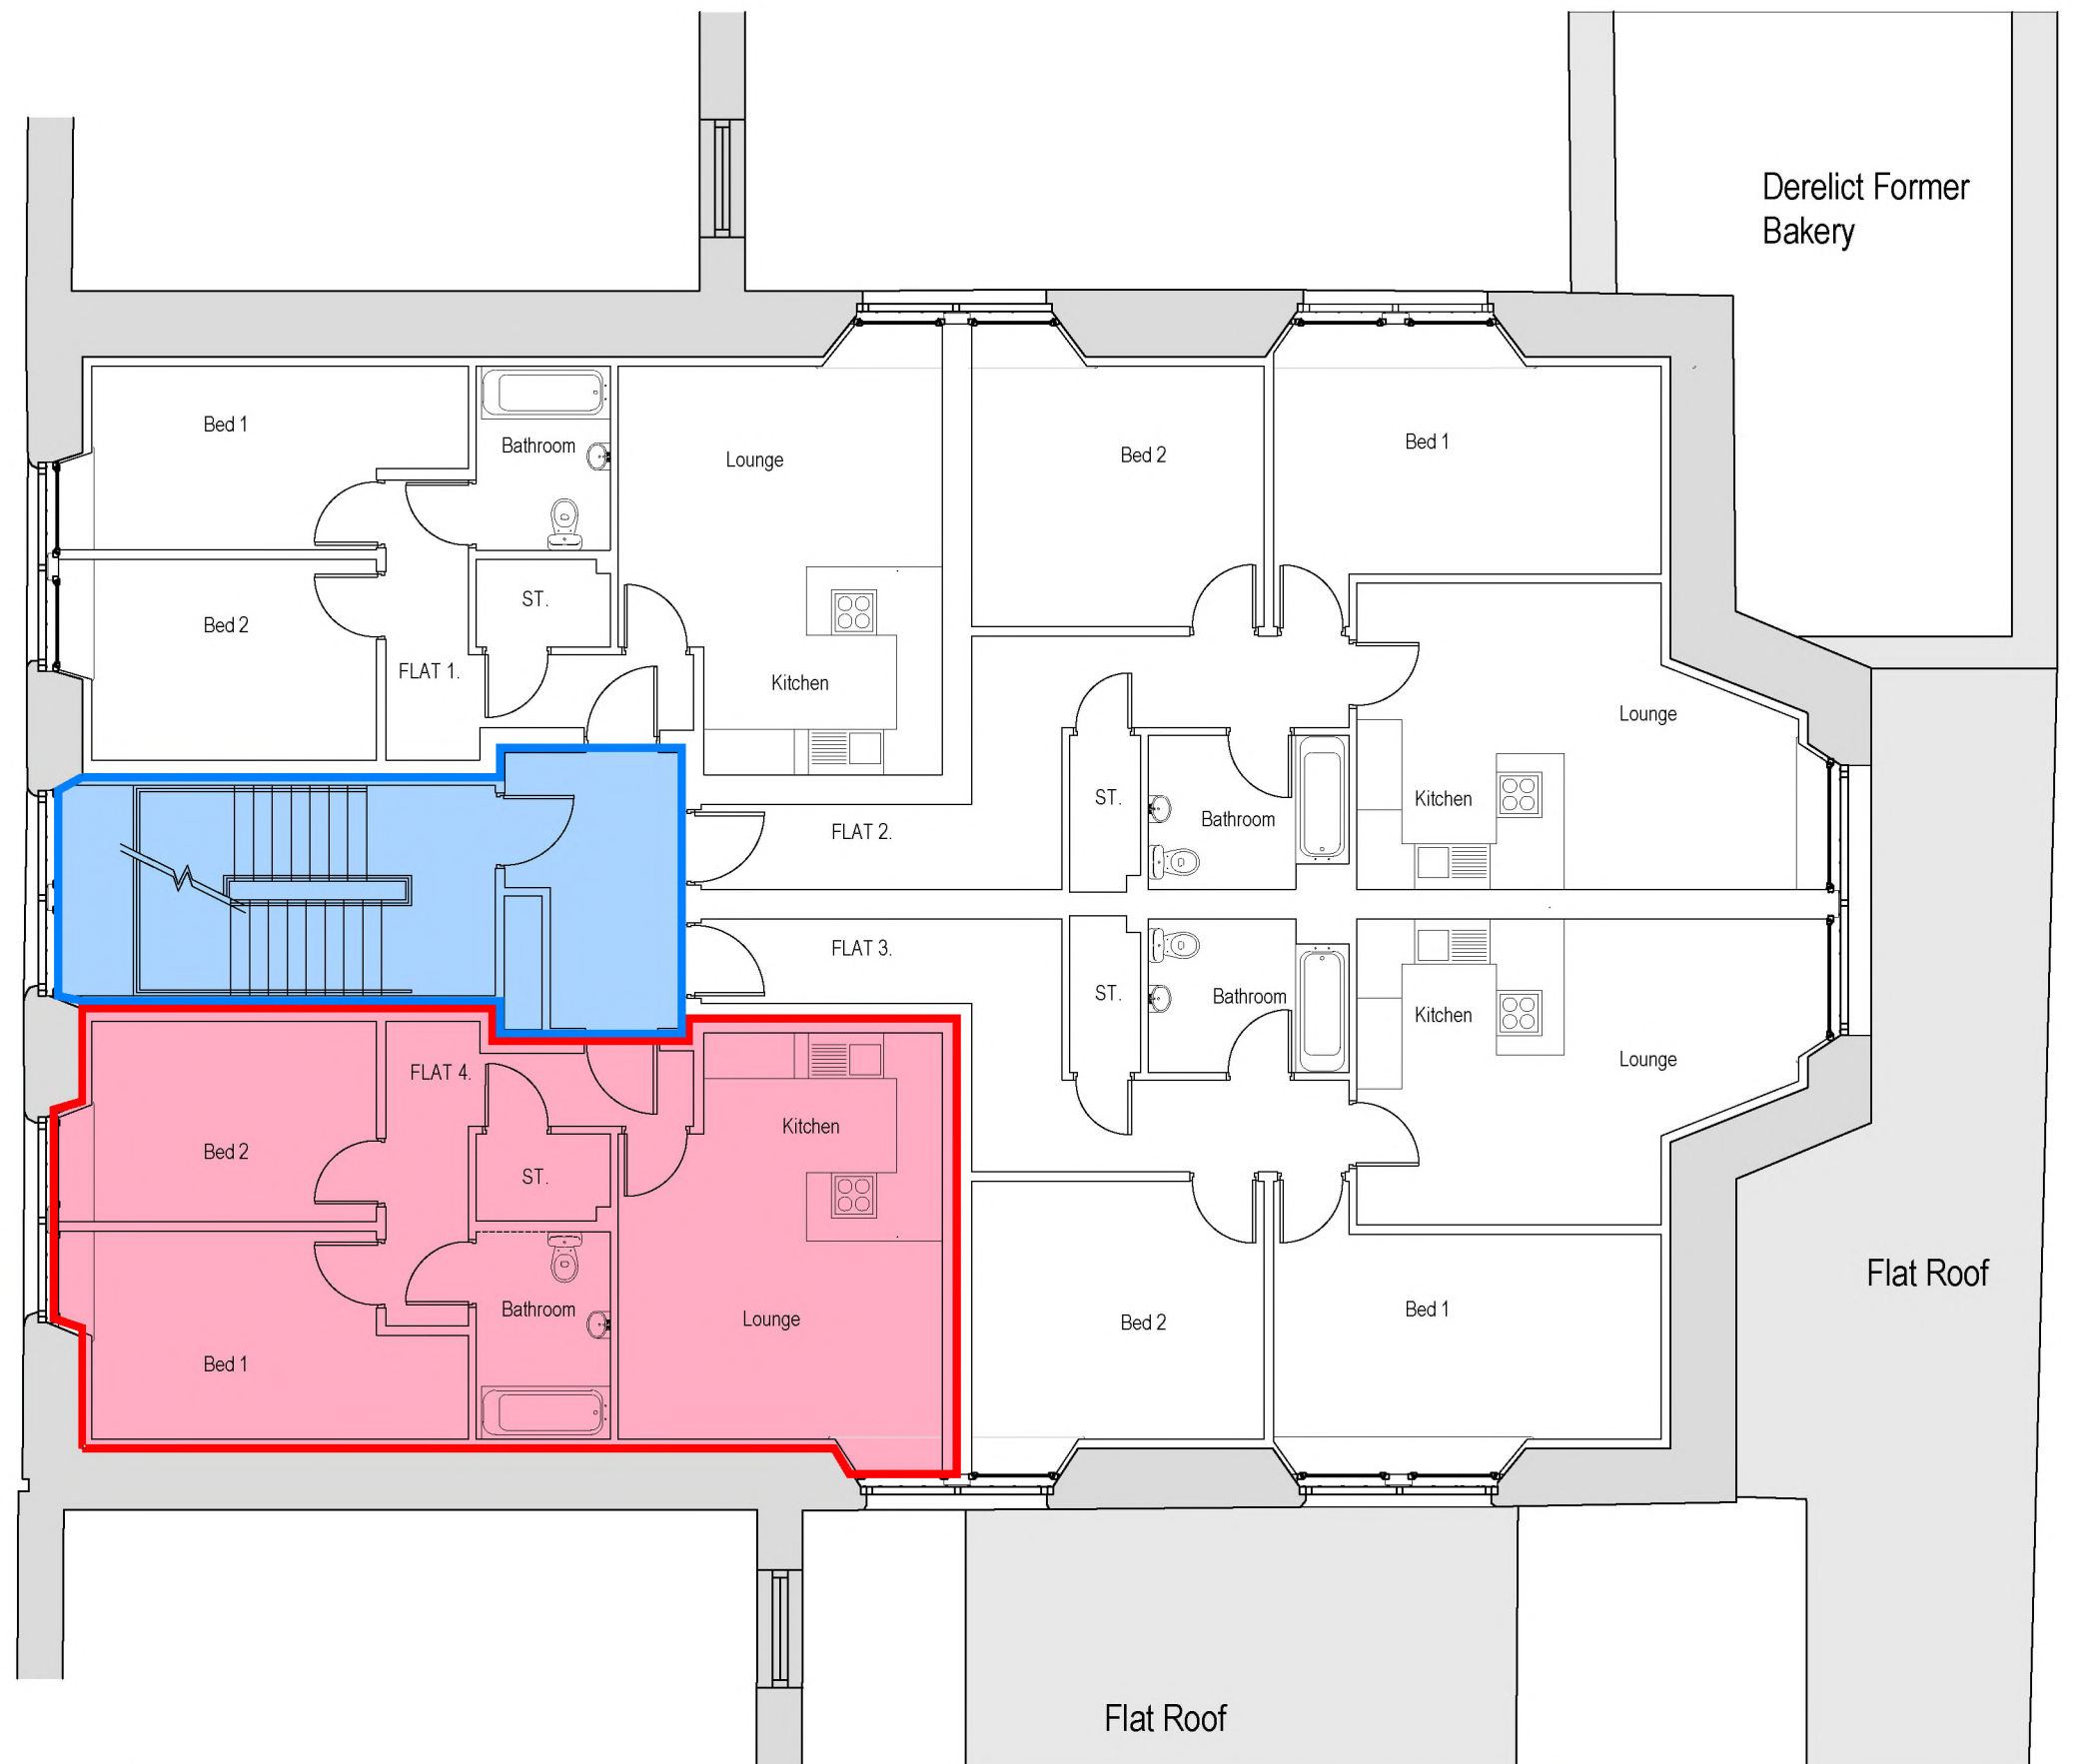 Derelict Former
Bakery
Bed 1
Bathroom
Lounge
Bed 2
Bed 1
ST.
Bed 2
FLAT 1.
Kitchen
Lounge
ST.
Kitchen
Bathroom
FLAT 2.
FLAT 3.
ST.
Bathroom
Kitchen
Lounge
FLAT 4.
Kitchen
Bed 2
ST.
Flat Roof
Bathroom
Lounge
Bed 2
Bed 1
Bed 1
Flat Roof